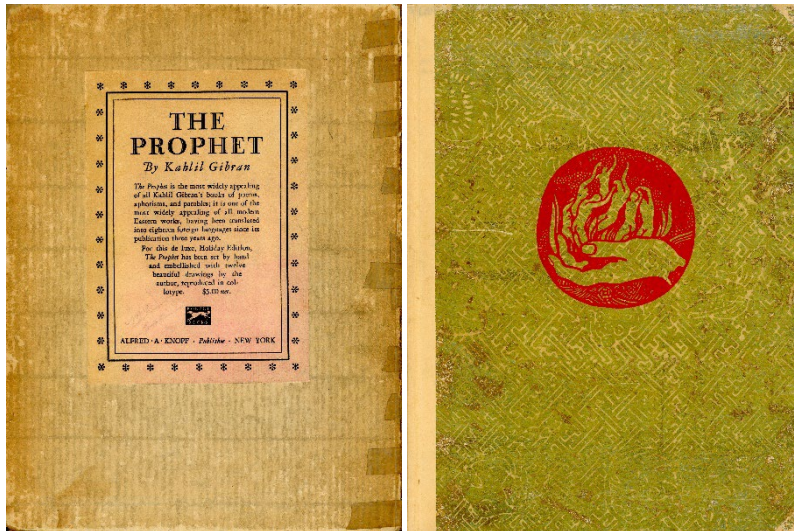 THE
PROPHET
By Kahlil Gibran
The Prophet is the most widely appealing
of all Kahlil Gibran's books of poems,
aphorisms, and parables; it is one of the
most widely appealing of all modern
Eastern works, having been translated
into eighteen foreign languages since its
publication three years ago.
For this de luxe, Holiday Edition,
The Prophet has been set by hand
and embellished with twelve
beautiful drawings by the
author, reproduced in col-
lotype. $5.00 net.
ALFRED · A · KNOPF · Publisher · NEW YORK